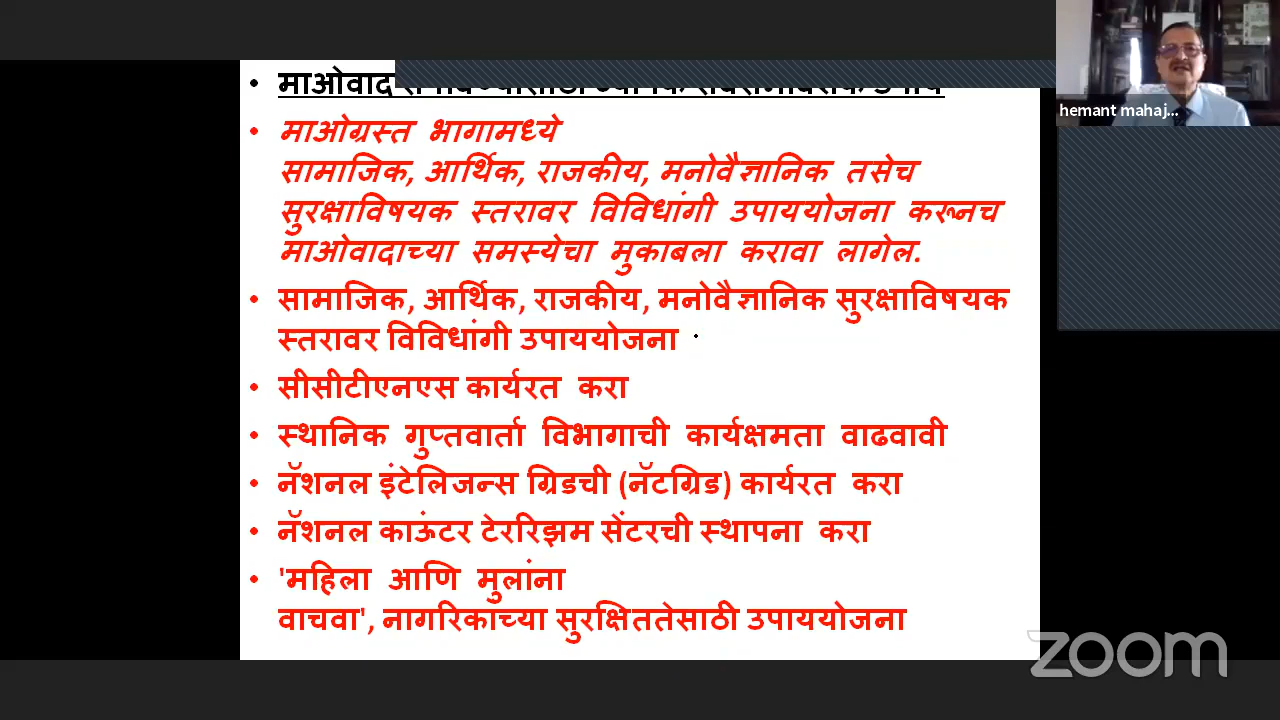 hemant mahaj...
• माओवाद
• माओग्रस्त भागामध्ये
सामाजिक, आर्थिक, राजकीय, मनोवैज्ञानिक तसेच
सुरक्षाविषयक स्तरावर विविधांगी उपाययोजना करूनच
माओवादाच्या समस्येचा मुकाबला करावा लागेल.
• सामाजिक, आर्थिक, राजकीय, मनोवैज्ञानिक सुरक्षाविषयक
स्तरावर विविधांगी उपाययोजना
• सीसीटीएनएस कार्यरत करा
• स्थानिक गुप्तवार्ता विभागाची कार्यक्षमता वाढवावी
• नॅशनल इंटेलिजन्स ग्रिडची (नॅटग्रिड) कार्यरत करा
• नॅशनल काऊंटर टेररिझम सेंटरची स्थापना करा
• 'महिला आणि मुलांना
वाचवा', नागरिकाच्या सुरक्षिततेसाठी उपाययोजना
zoom